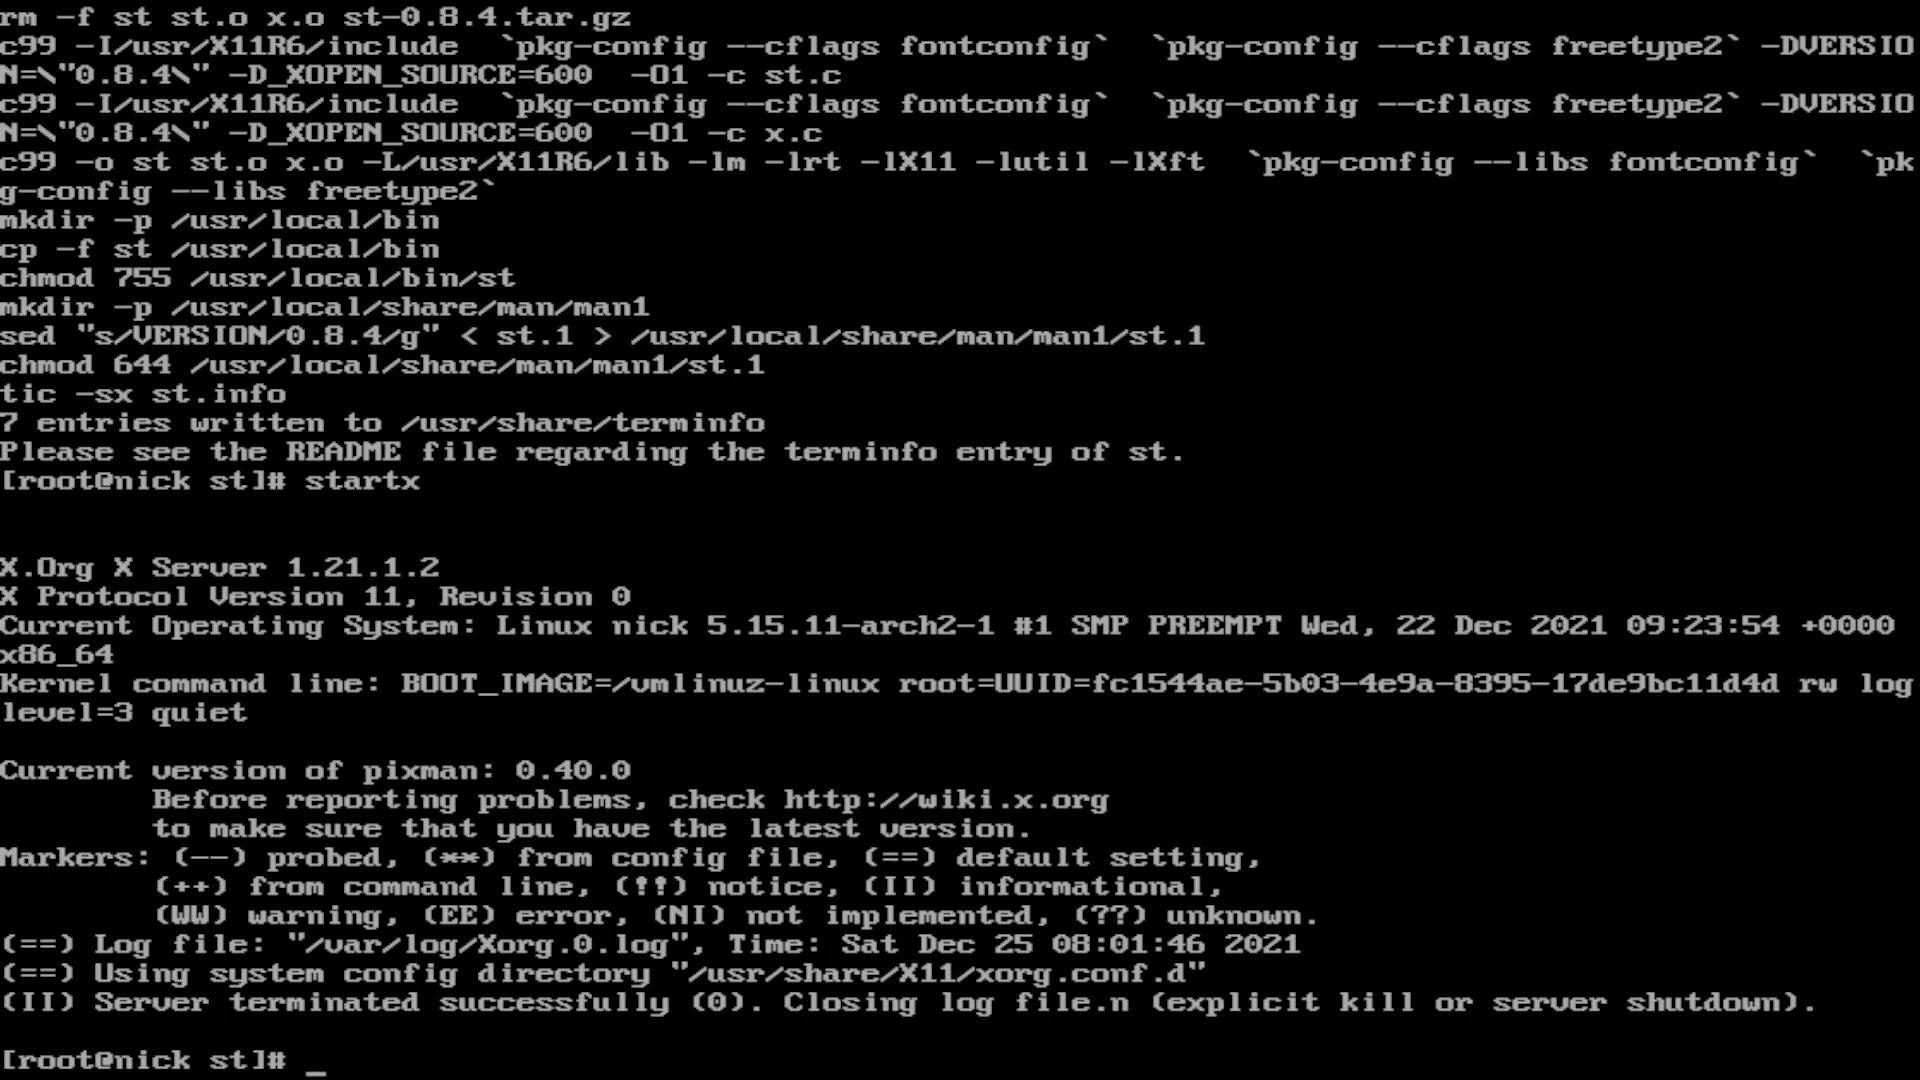 rm -f st st.o x.o st-0.8.4.tar.gz
c99 -I/usr/X11R6/include  `pkg-config --cflags fontconfig`  `pkg-config --cflags freetype2` -DVERSIO
N=\"0.8.4\" -D_XOPEN_SOURCE=600  -O1 -c st.c
c99 -I/usr/X11R6/include  `pkg-config --cflags fontconfig`  `pkg-config --cflags freetype2` -DVERSIO
N=\"0.8.4\" -D_XOPEN_SOURCE=600  -O1 -c x.c
c99 -o st st.o x.o -L/usr/X11R6/lib -lm -lrt -lX11 -lutil -lXft  `pkg-config --libs fontconfig`  `pk
g-config --libs freetype2`
mkdir -p /usr/local/bin
cp -f st /usr/local/bin
chmod 755 /usr/local/bin/st
mkdir -p /usr/local/share/man/man1
sed "s/VERSION/0.8.4/g" < st.1 > /usr/local/share/man/man1/st.1
chmod 644 /usr/local/share/man/man1/st.1
tic -sx st.info
7 entries written to /usr/share/terminfo
Please see the README file regarding the terminfo entry of st.
[root@nick st]# startx
X.Org X Server 1.21.1.2
X Protocol Version 11, Revision 0
Current Operating System: Linux nick 5.15.11-arch2-1 #1 SMP PREEMPT Wed, 22 Dec 2021 09:23:54 +0000
x86_64
Kernel command line: BOOT_IMAGE=/vmlinuz-linux root=UUID=fc1544ae-5b03-4e9a-8395-17de9bc11d4d rw log
level=3 quiet
Current version of pixman: 0.40.0
        Before reporting problems, check http://wiki.x.org
        to make sure that you have the latest version.
Markers: (--) probed, (**) from config file, (==) default setting,
        (++) from command line, (!!) notice, (II) informational,
        (WW) warning, (EE) error, (NI) not implemented, (??) unknown.
(==) Log file: "/var/log/Xorg.0.log", Time: Sat Dec 25 08:01:46 2021
(==) Using system config directory "/usr/share/X11/xorg.conf.d"
(II) Server terminated successfully (0). Closing log file.n (explicit kill or server shutdown).
[root@nick st]# _